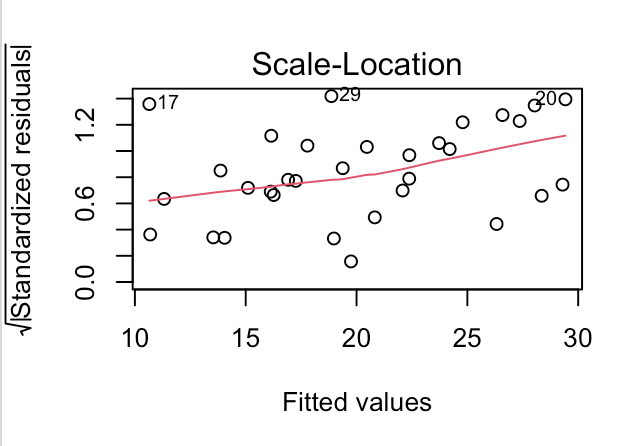 Scale-Location
√|Standardized residuals|
1.2
0.6
0.0
17
29
20
10 15 20 25 30
Fitted values